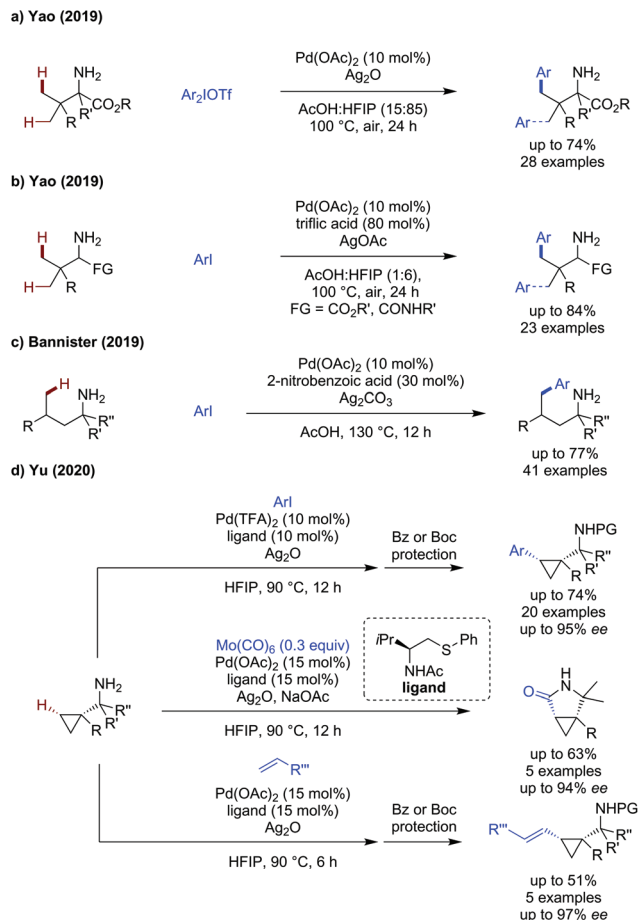 a) Yao (2019)
H
NH2
H
R
R'
CO2R
Ar2IOTf
Pd(OAc)2 (10 mol%)
Ag2O
AcOH:HFIP (15:85)
100 °C, air, 24 h
Ar
NH2
Ar
R
R'
CO2R
up to 74%
28 examples
b) Yao (2019)
H
NH2
H
R
FG
ArI
Pd(OAc)2 (10 mol%)
triflic acid (80 mol%)
AgOAc
AcOH:HFIP (1:6),
100 °C, air, 24 h
FG = CO2R', CONHR'
Ar
NH2
Ar
R
FG
up to 84%
23 examples
c) Bannister (2019)
H
NH2
R
R''
R'
ArI
Pd(OAc)2 (10 mol%)
2-nitrobenzoic acid (30 mol%)
Ag2CO3
AcOH, 130 °C, 12 h
Ar
NH2
R
R''
R'
up to 77%
41 examples
d) Yu (2020)
ArI
Pd(TFA)2 (10 mol%)
ligand (10 mol%)
Ag2O
HFIP, 90 °C, 12 h
Bz or Boc
protection
NHPG
Ar
R''
R'
R
up to 74%
20 examples
up to 95% ee
Mo(CO)6 (0.3 equiv)
Pd(OAc)2 (15 mol%)
ligand (15 mol%)
Ag2O, NaOAc
HFIP, 90 °C, 12 h
iPr
S
Ph
NHAc
ligand
H
N
O
R
up to 63%
5 examples
up to 94% ee
NH2
H
R''
R'
R
R'''
Pd(OAc)2 (15 mol%)
ligand (15 mol%)
Ag2O
HFIP, 90 °C, 6 h
Bz or Boc
protection
NHPG
R'''
R''
R'
R
up to 51%
5 examples
up to 97% ee